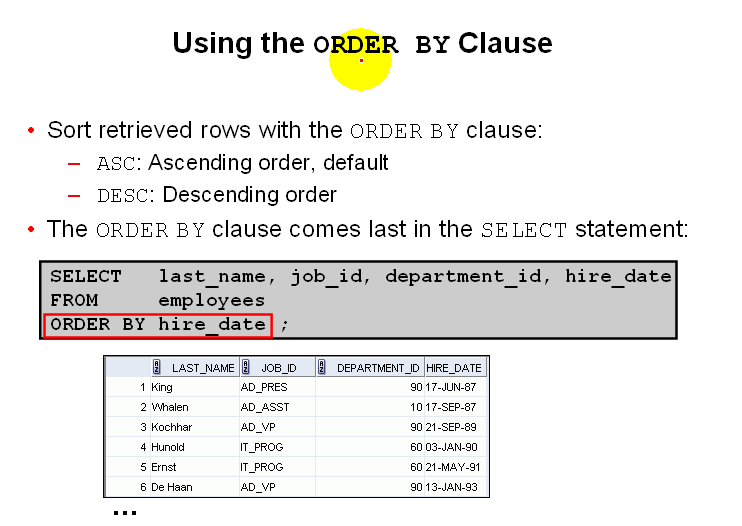 Using the ORDER BY Clause
• Sort retrieved rows with the ORDER BY clause:
– ASC: Ascending order, default
– DESC: Descending order
• The ORDER BY clause comes last in the SELECT statement:
SELECT last_name, job_id, department_id, hire_date
FROM employees
ORDER BY hire_date ;
LAST_NAME JOB_ID DEPARTMENT_ID HIRE_DATE
1 King AD_PRES 90 17-JUN-87
2 Whalen AD_ASST 10 17-SEP-87
3 Kochhar AD_VP 90 21-SEP-89
4 Hunold IT_PROG 60 03-JAN-90
5 Ernst IT_PROG 60 21-MAY-91
6 De Haan AD_VP 90 13-JAN-93
...